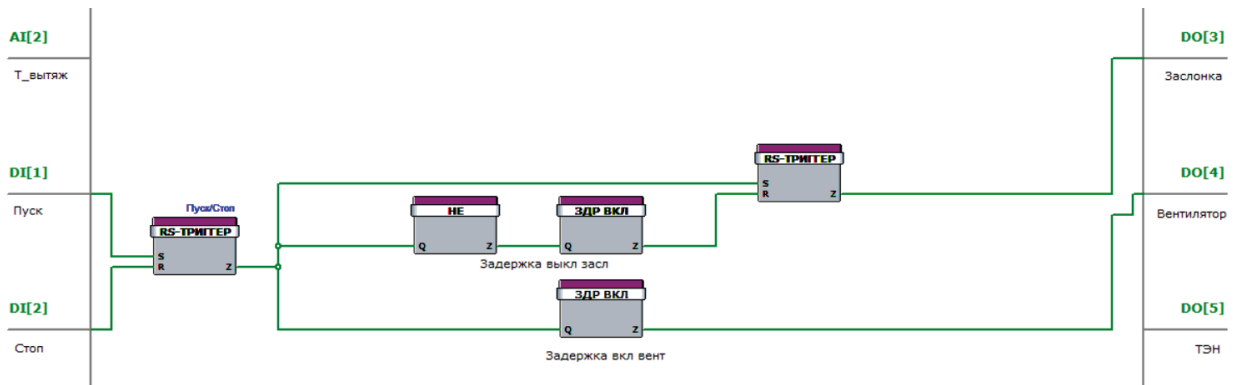 AI[2]
Т_вытяж
DI[1]
Пуск
DI[2]
Стоп
Пуск/Стоп
RS-ТРИГГЕР
S
R Z
НЕ
Q Z
ЗДР ВКЛ
Q Z
Задержка выкл засл
ЗДР ВКЛ
Q Z
Задержка вкл вент
RS-ТРИГГЕР
S
R Z
DO[3]
Заслонка
DO[4]
Вентилятор
DO[5]
ТЭН